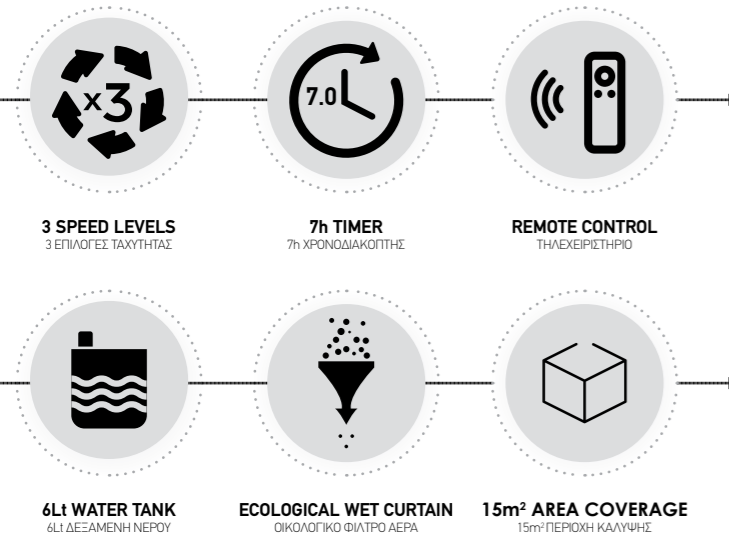 x3
7.0
3 SPEED LEVELS
3 ΕΠΙΛΟΓΕΣ ΤΑΧΥΤΗΤΑΣ
7h TIMER
7h ΧΡΟΝΟΔΙΑΚΟΠΤΗΣ
REMOTE CONTROL
ΤΗΛΕΧΕΙΡΙΣΤΗΡΙΟ
6Lt WATER TANK
6Lt ΔΕΞΑΜΕΝΗ ΝΕΡΟΥ
ECOLOGICAL WET CURTAIN
ΟΙΚΟΛΟΓΙΚΟ ΦΙΛΤΡΟ ΑΕΡΑ
15m² AREA COVERAGE
15m² ΠΕΡΙΟΧΗ ΚΑΛΥΨΗΣ